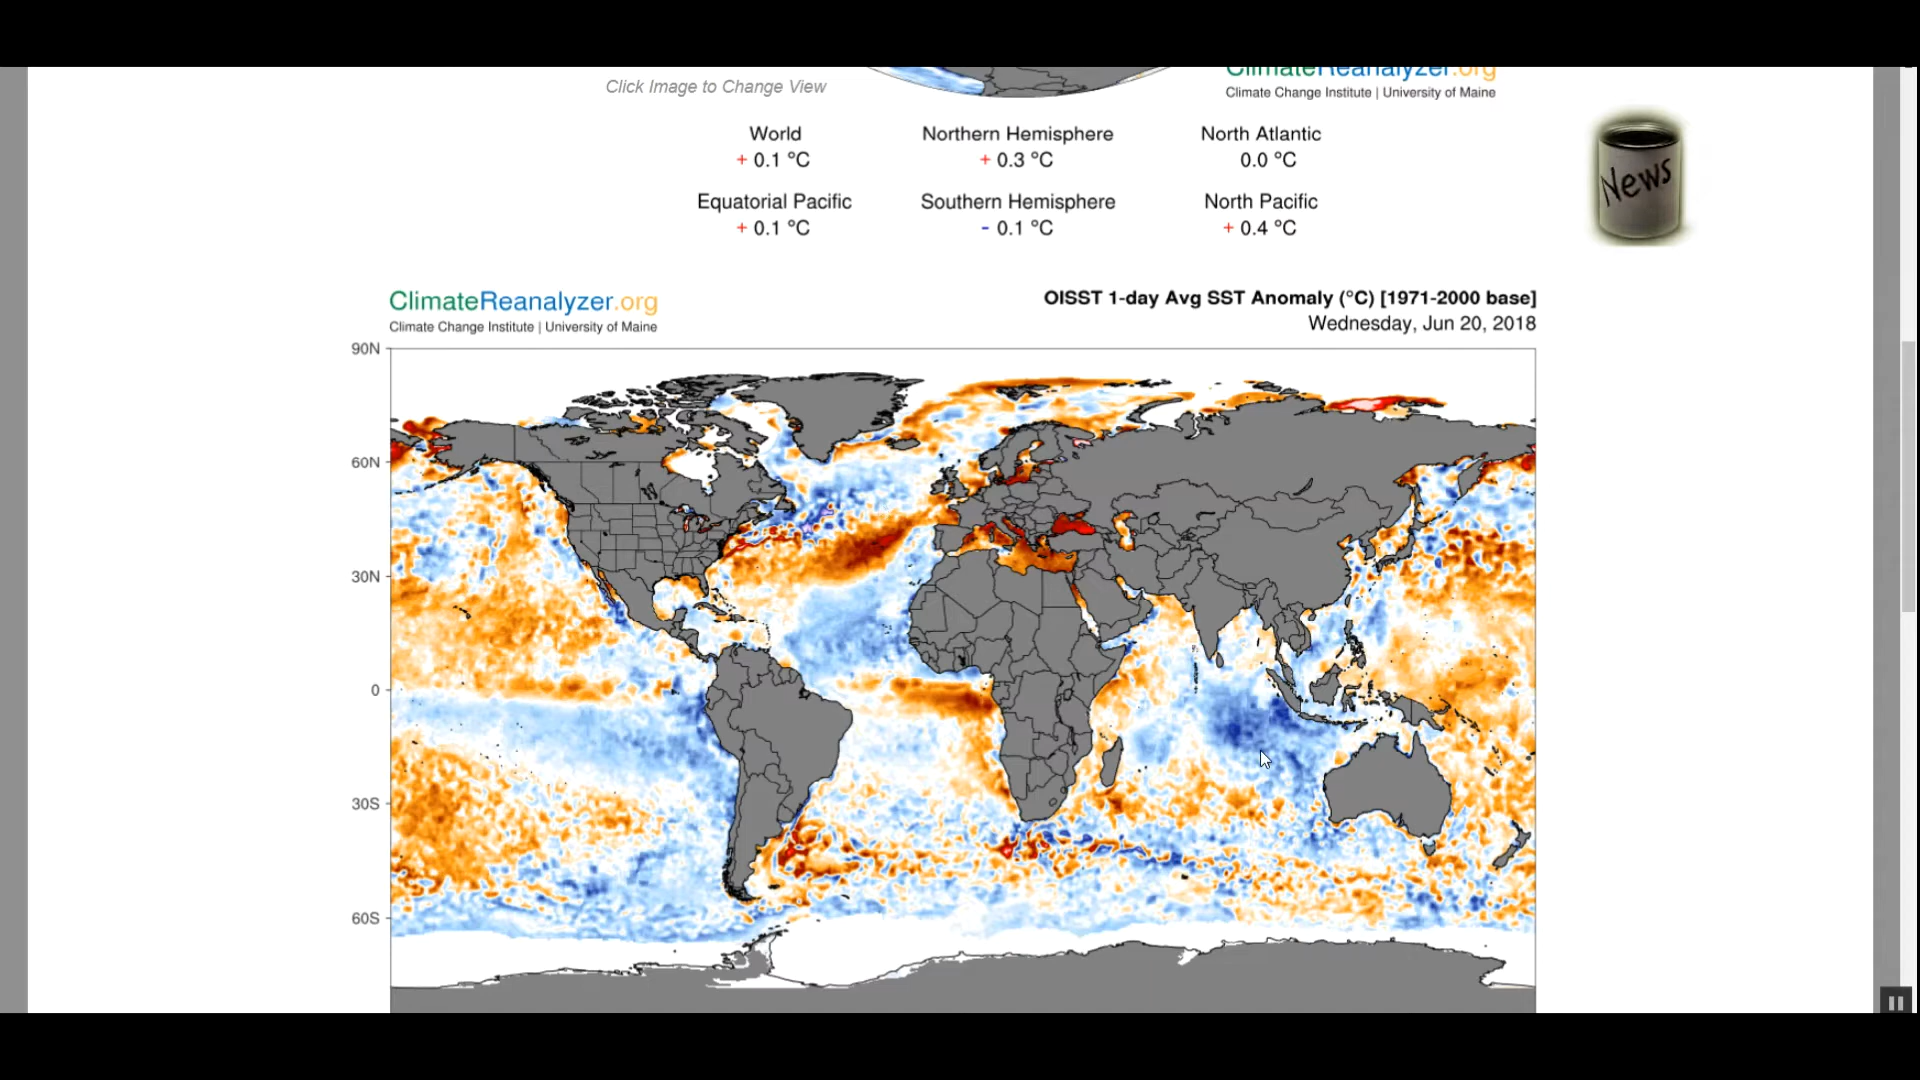 ClimateReanalyzer.org
Click Image to Change View
Climate Change Institute | University of Maine
World
Northern Hemisphere
North Atlantic
+ 0.1 °C
+ 0.3 °C
0.0 °C
Equatorial Pacific
Southern Hemisphere
North Pacific
+ 0.1 °C
- 0.1 °C
+ 0.4 °C
News
ClimateReanalyzer.org
Climate Change Institute | University of Maine
OISST 1-day Avg SST Anomaly (°C) [1971-2000 base]
Wednesday, Jun 20, 2018
90N
60N
30N
0
30S
60S